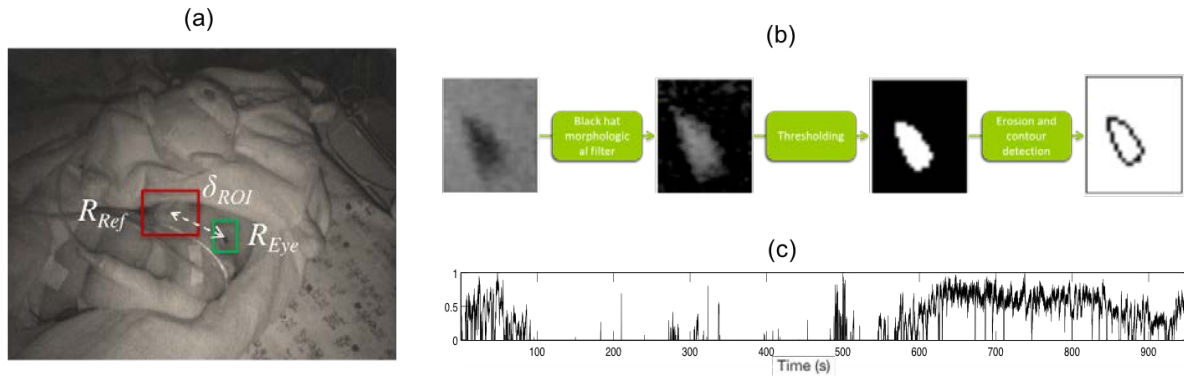 (a)
R_Ref
δ_ROI
R_Eye
(b)
Black hat
morphologic
al filter
Thresholding
Erosion and
contour
detection
(c)
1
0.5
0
100 200 300 400 500 600 700 800 900
Time (s)